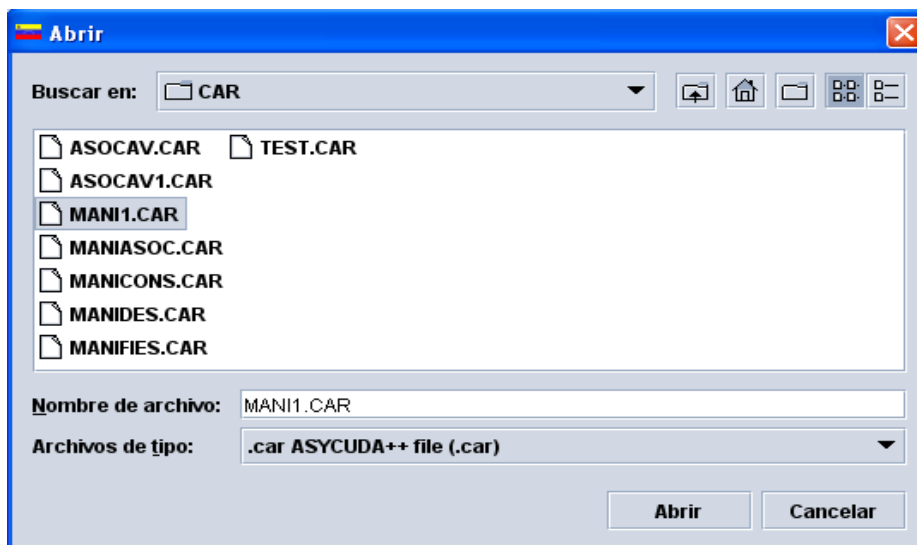 Abrir
Buscar en: CAR
ASOCAV.CAR TEST.CAR
ASOCAV1.CAR
MANI1.CAR
MANIASOC.CAR
MANICONS.CAR
MANIDES.CAR
MANIFIES.CAR
Nombre de archivo: MANI1.CAR
Archivos de tipo: .car ASYCUDA++ file (.car)
Abrir Cancelar